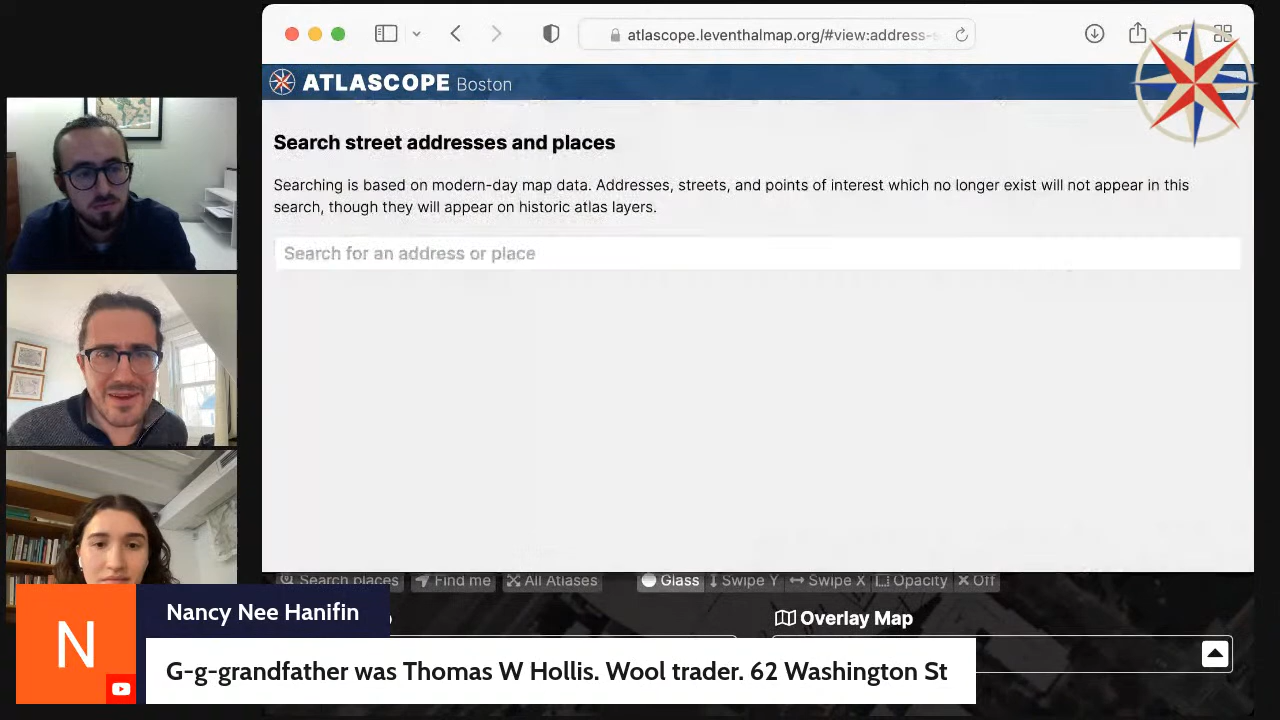 atlascope.leventhalmap.org/#view:address-s
ATLASCOPE Boston
Search street addresses and places
Searching is based on modern-day map data. Addresses, streets, and points of interest which no longer exist will not appear in this
search, though they will appear on historic atlas layers.
Search for an address or place
Search places
Find me
All Atlases
Glass
Swipe Y
Swipe X
Opacity
Off
Overlay Map
N
Nancy Nee Hanifin
G-g-grandfather was Thomas W Hollis. Wool trader. 62 Washington St